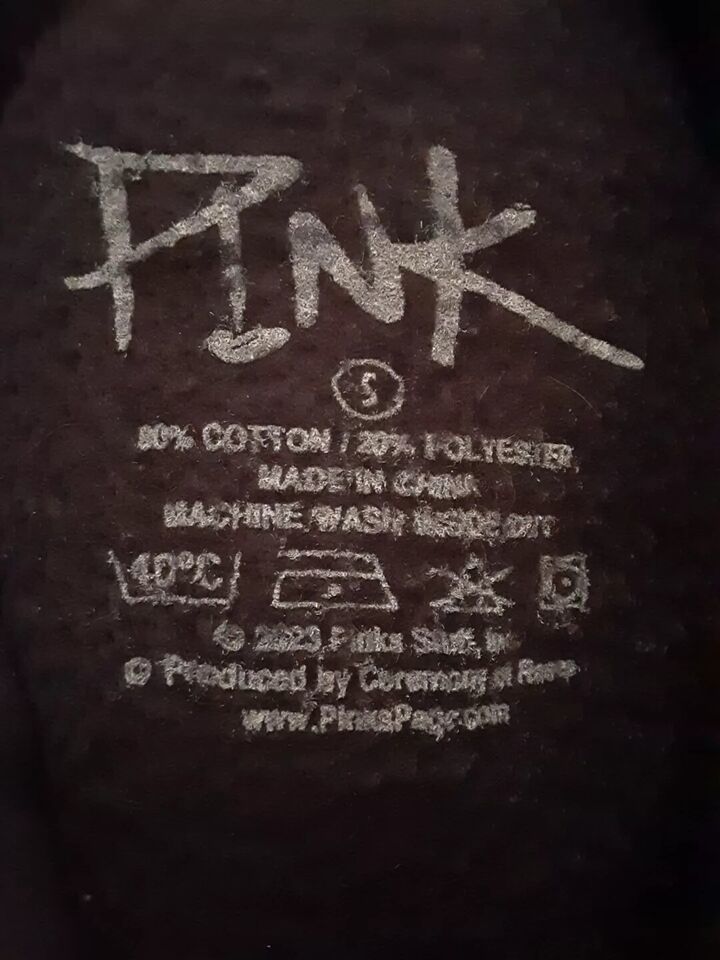 P!nk
S
80% COTTON / 20% POLYESTER
MADE IN CHINA
MACHINE WASH INSIDE OUT
40°C
© 2023 Pinks Stuff, In
© Produced by Ceremony of Roses
www.PinksPage.com